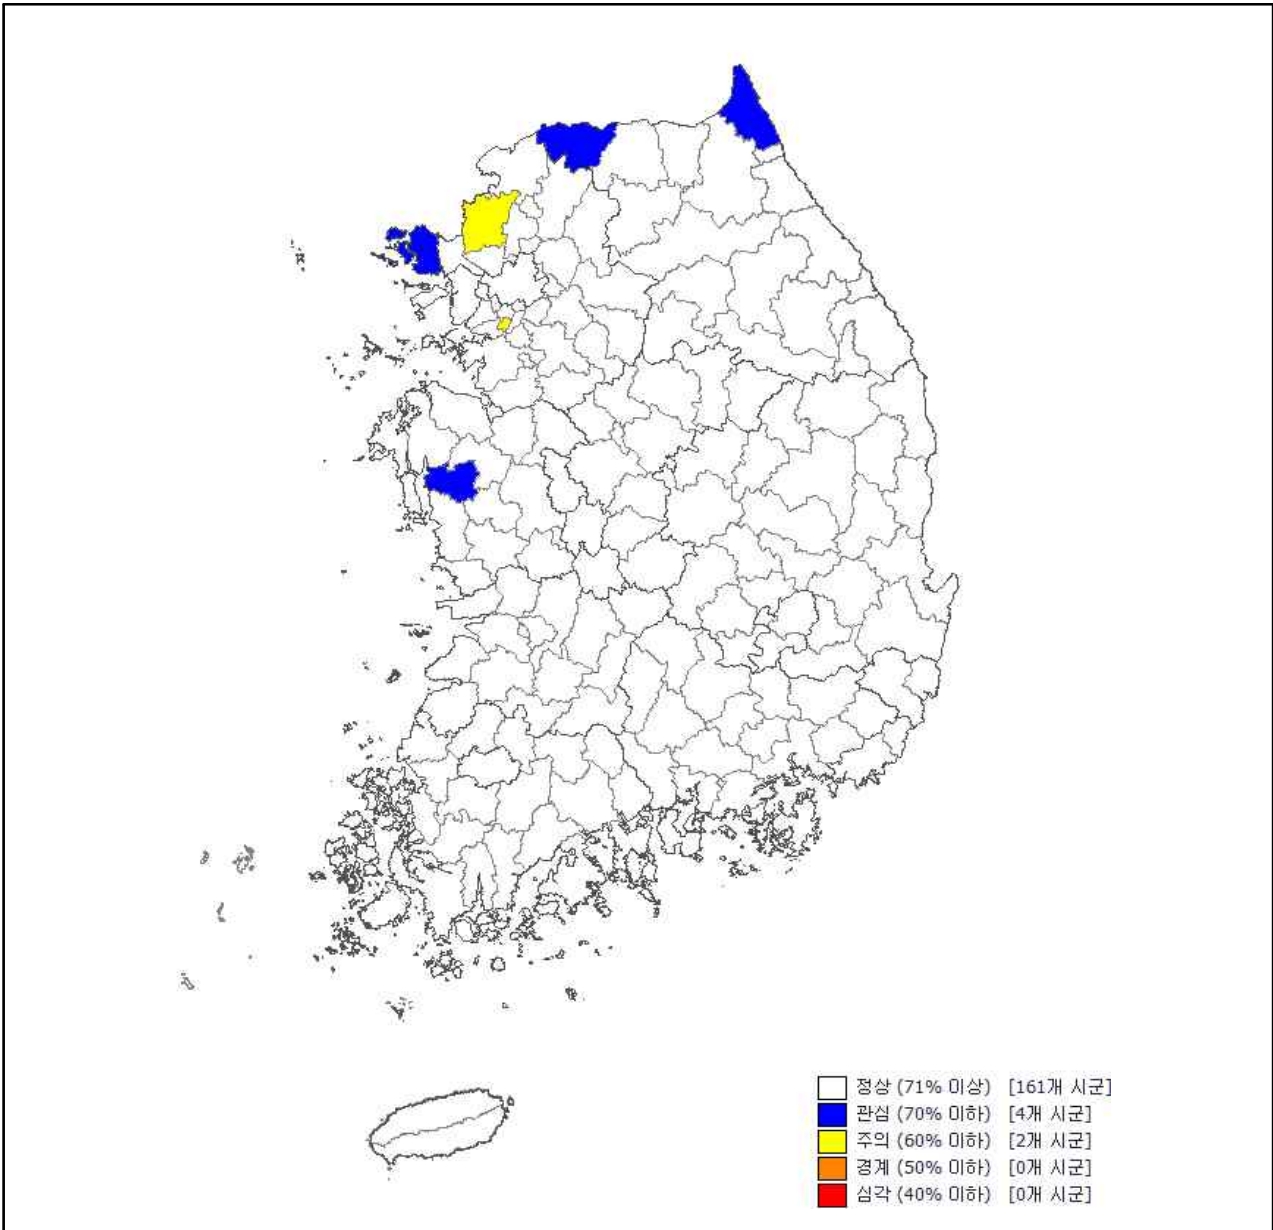 정상 (71% 이상) [161개 시군]
관심 (70% 이하) [4개 시군]
주의 (60% 이하) [2개 시군]
경계 (50% 이하) [0개 시군]
심각 (40% 이하) [0개 시군]